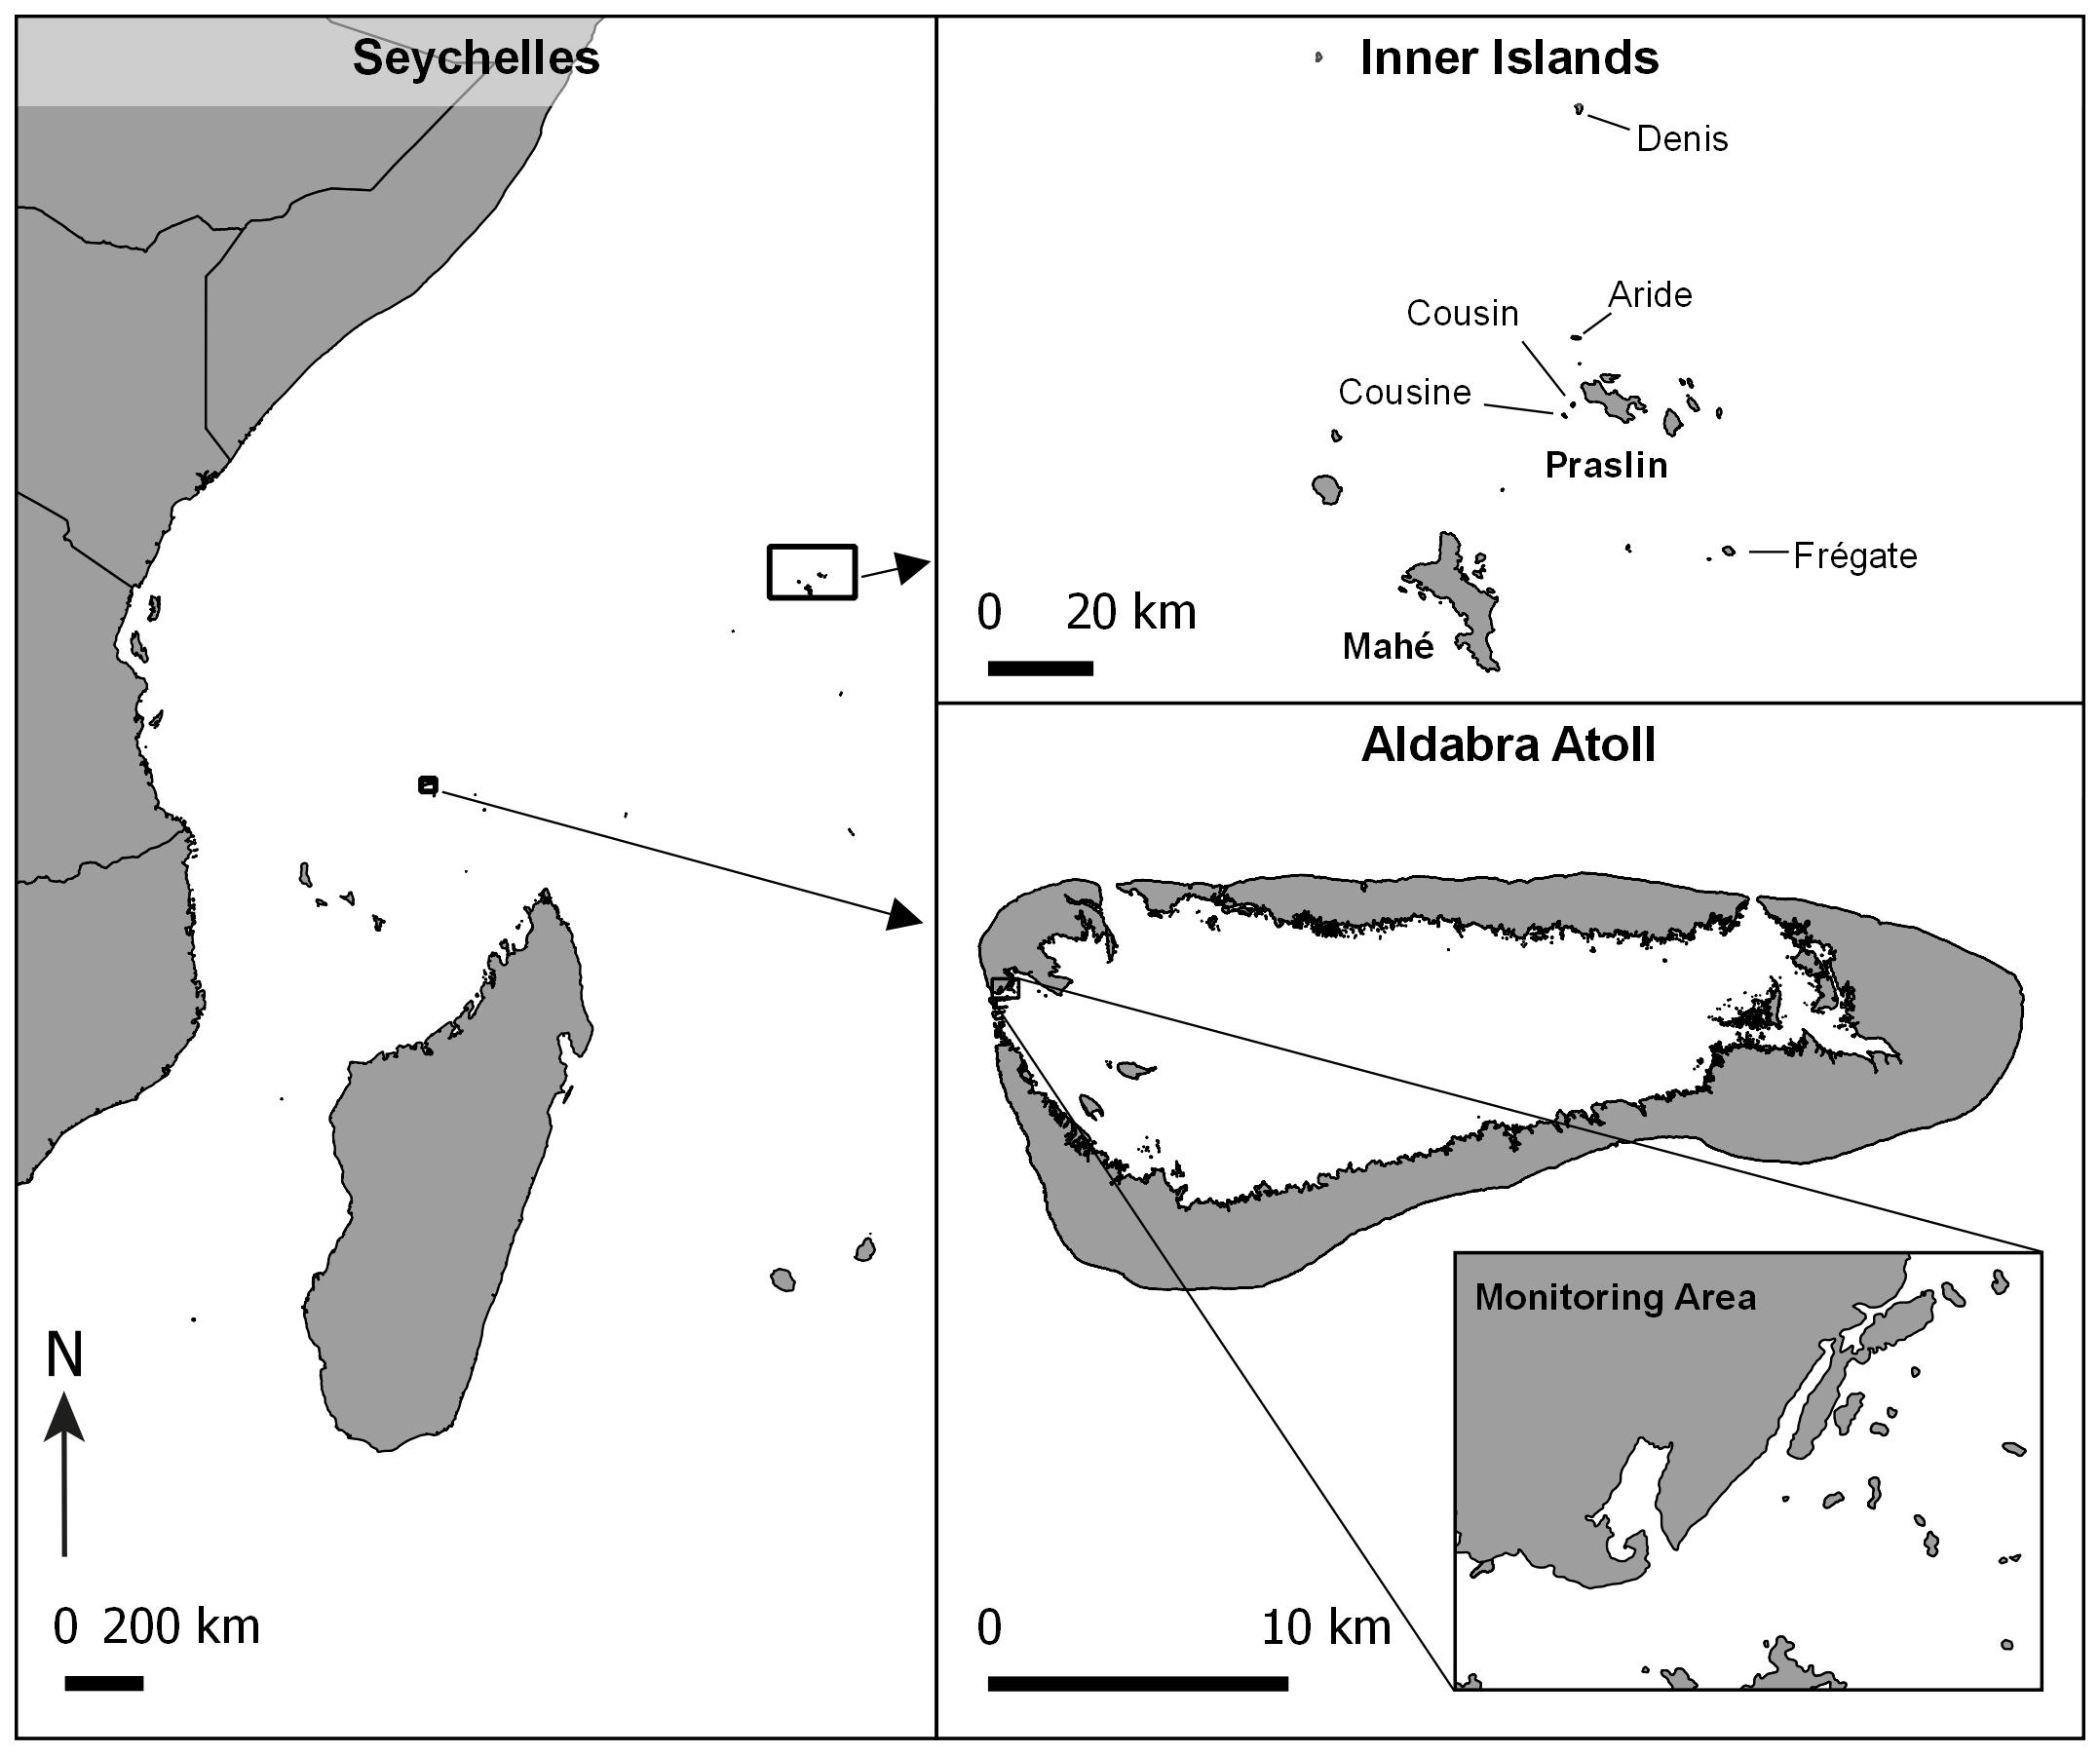 Seychelles
N
0 200 km
Inner Islands
Denis
Aride
Cousin
Cousine
Praslin
Frégate
Mahé
0 20 km
Aldabra Atoll
Monitoring Area
0 10 km